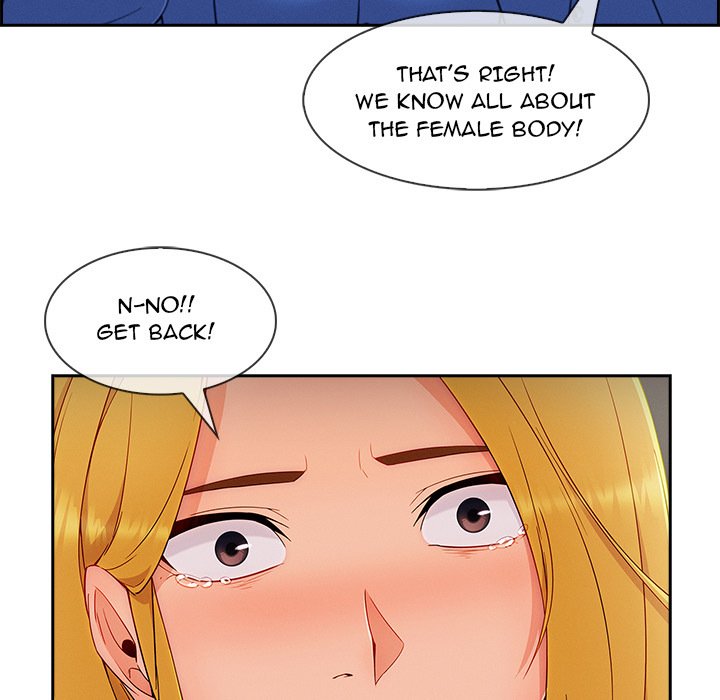 THAT'S RIGHT!
WE KNOW ALL ABOUT
THE FEMALE BODY!
N-NO!!
GET BACK!